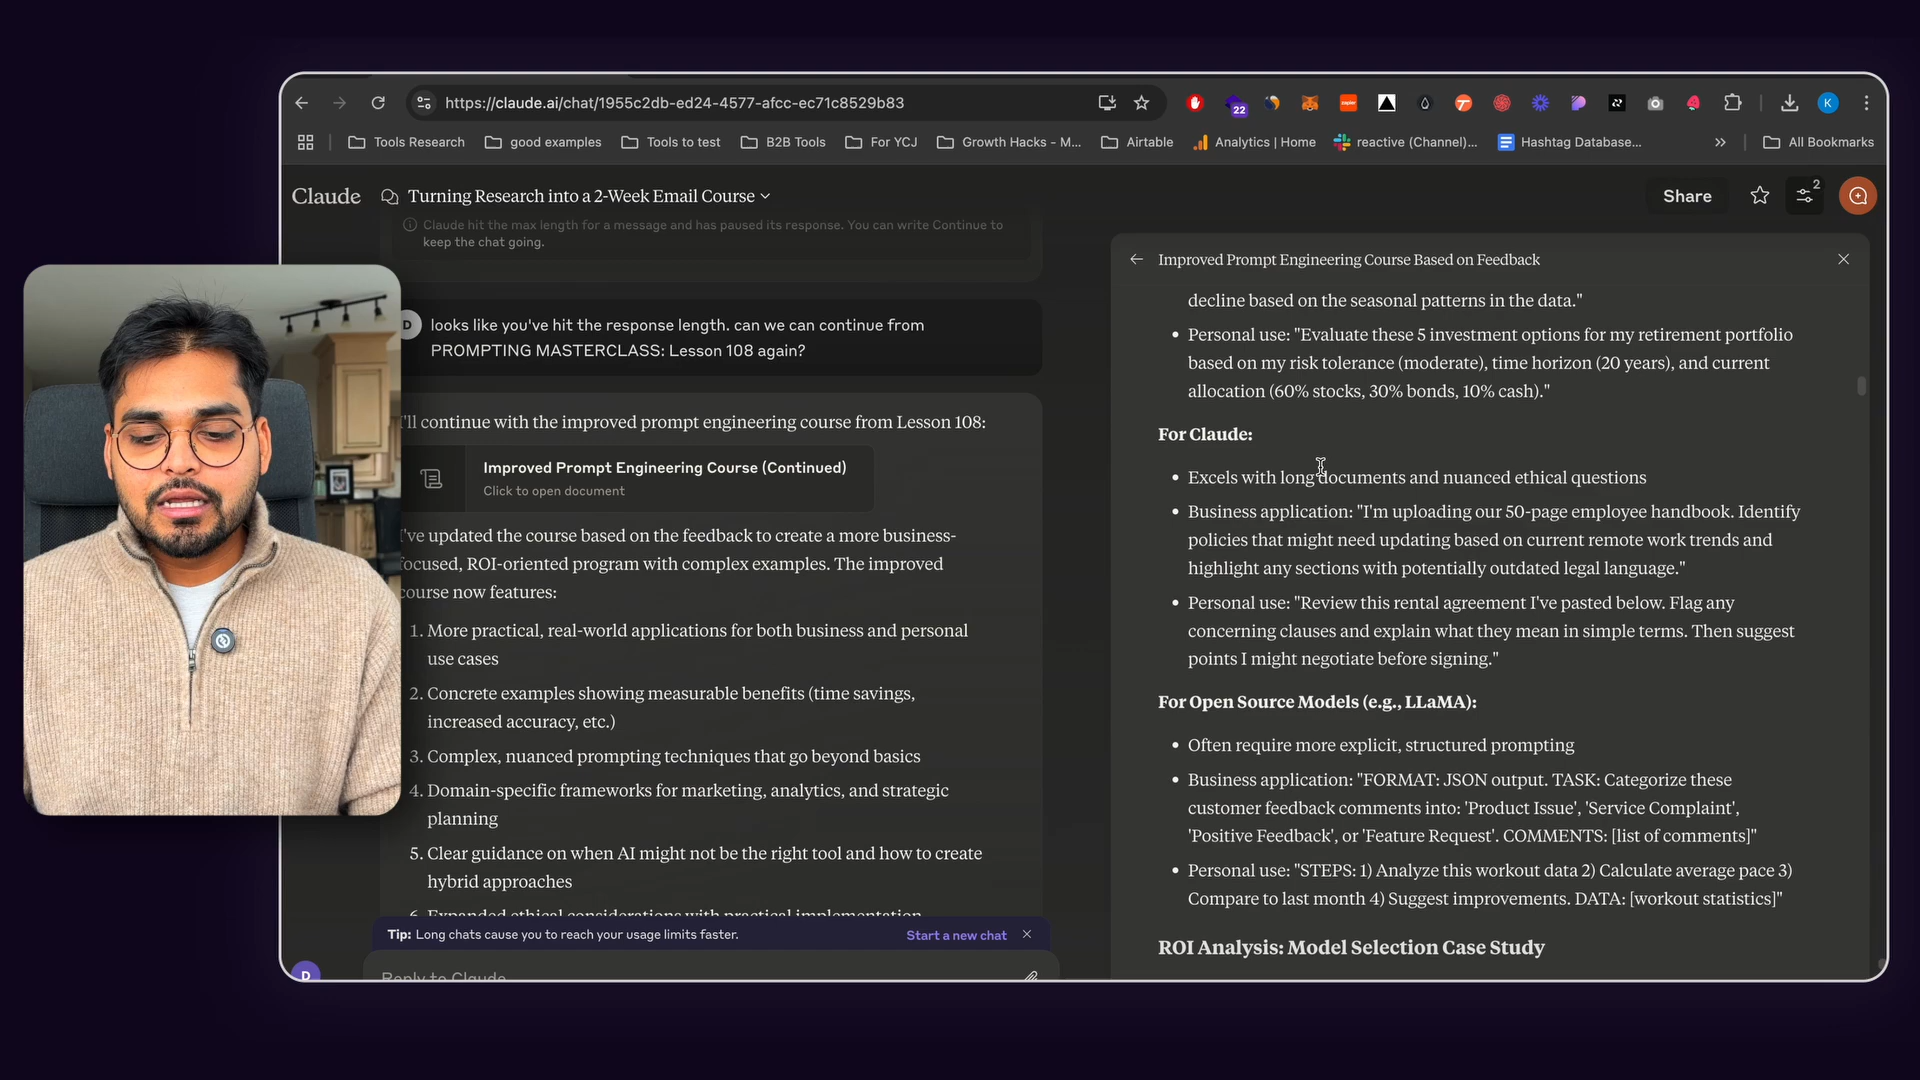 https://claude.ai/chat/1955c2db-ed24-4577-afcc-ec71c8529b83
22
K
Tools Research
good examples
Tools to test
B2B Tools
For YCJ
Growth Hacks - M...
Airtable
Analytics | Home
reactive (Channel)...
Hashtag Database...
All Bookmarks
Claude
Turning Research into a 2-Week Email Course
Share
2
Claude hit the max length for a message and has paused its response. You can write Continue to
keep the chat going.
D
looks like you've hit the response length. can we can continue from
PROMPTING MASTERCLASS: Lesson 108 again?
I'll continue with the improved prompt engineering course from Lesson 108:
Improved Prompt Engineering Course (Continued)
Click to open document
I've updated the course based on the feedback to create a more business-
focused, ROI-oriented program with complex examples. The improved
course now features:
1. More practical, real-world applications for both business and personal
use cases
2. Concrete examples showing measurable benefits (time savings,
increased accuracy, etc.)
3. Complex, nuanced prompting techniques that go beyond basics
4. Domain-specific frameworks for marketing, analytics, and strategic
planning
5. Clear guidance on when AI might not be the right tool and how to create
hybrid approaches
6. Expanded ethical considerations with practical implementation
Tip: Long chats cause you to reach your usage limits faster.
Start a new chat
D
Reply to Claude
Improved Prompt Engineering Course Based on Feedback
decline based on the seasonal patterns in the data."
• Personal use: "Evaluate these 5 investment options for my retirement portfolio
based on my risk tolerance (moderate), time horizon (20 years), and current
allocation (60% stocks, 30% bonds, 10% cash)."
For Claude:
• Excels with long documents and nuanced ethical questions
• Business application: "I'm uploading our 50-page employee handbook. Identify
policies that might need updating based on current remote work trends and
highlight any sections with potentially outdated legal language."
• Personal use: "Review this rental agreement I've pasted below. Flag any
concerning clauses and explain what they mean in simple terms. Then suggest
points I might negotiate before signing."
For Open Source Models (e.g., LLaMA):
• Often require more explicit, structured prompting
• Business application: "FORMAT: JSON output. TASK: Categorize these
customer feedback comments into: 'Product Issue', 'Service Complaint',
'Positive Feedback', or 'Feature Request'. COMMENTS: [list of comments]"
• Personal use: "STEPS: 1) Analyze this workout data 2) Calculate average pace 3)
Compare to last month 4) Suggest improvements. DATA: [workout statistics]"
ROI Analysis: Model Selection Case Study